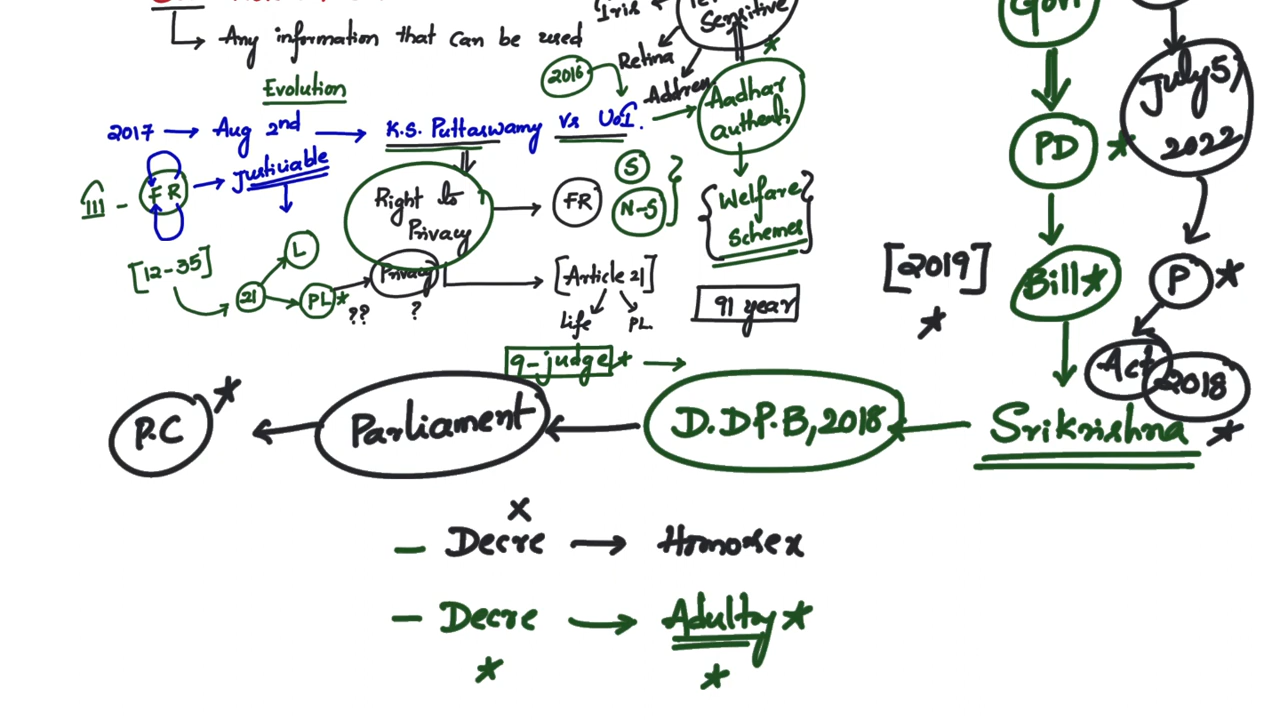 Iris
Sensitive
Govt
Any information that can be used
Retina
2016
Address
July 5,
2022
Evolution
Aadhar
authenti
2017 → Aug 2nd → K.S. Puttaswamy vs UoI.
PD *
III - FR → Justiciable
Right to
Privacy
FR
S
N-S
Welfare
Schemes
[12-35]
L
21
PL *
??
Privacy
?
[Article 21]
Life
PL.
91 year
[2019]
*
Bill *
P *
Act
2018
*
9-judge * →
P.C *
Parliament
D.D.P.B, 2018
Srikrishna
x
- Decre → Homosex
- Decre → Adultry *
* *